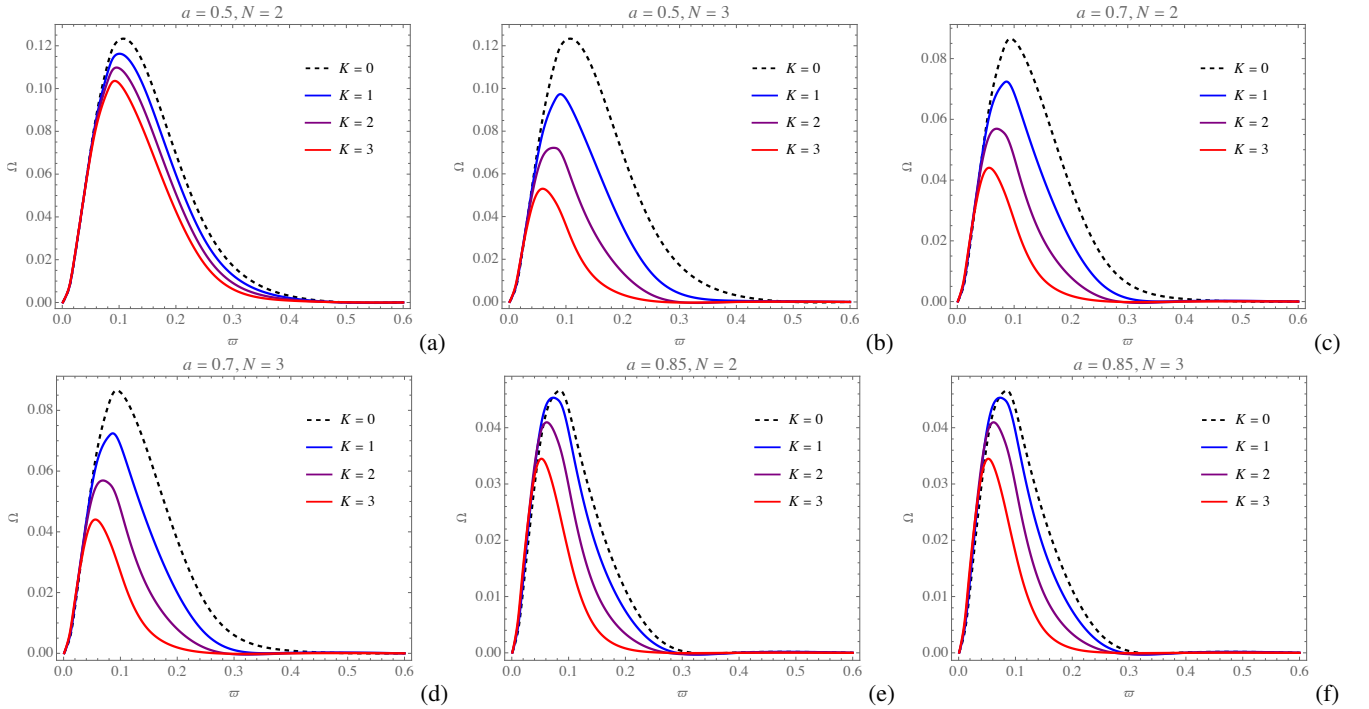 a = 0.5, N = 2
0.12
0.10
0.08
0.06
0.04
0.02
0.00
Ω
K = 0
K = 1
K = 2
K = 3
0.0 0.1 0.2 0.3 0.4 0.5 0.6
ϖ
(a)
a = 0.5, N = 3
0.12
0.10
0.08
0.06
0.04
0.02
0.00
Ω
K = 0
K = 1
K = 2
K = 3
0.0 0.1 0.2 0.3 0.4 0.5 0.6
ϖ
(b)
a = 0.7, N = 2
0.08
0.06
0.04
0.02
0.00
Ω
K = 0
K = 1
K = 2
K = 3
0.0 0.1 0.2 0.3 0.4 0.5 0.6
ϖ
(c)
a = 0.7, N = 3
0.08
0.06
0.04
0.02
0.00
Ω
K = 0
K = 1
K = 2
K = 3
0.0 0.1 0.2 0.3 0.4 0.5 0.6
ϖ
(d)
a = 0.85, N = 2
0.04
0.03
0.02
0.01
0.00
Ω
K = 0
K = 1
K = 2
K = 3
0.0 0.1 0.2 0.3 0.4 0.5 0.6
ϖ
(e)
a = 0.85, N = 3
0.04
0.03
0.02
0.01
0.00
Ω
K = 0
K = 1
K = 2
K = 3
0.0 0.1 0.2 0.3 0.4 0.5 0.6
ϖ
(f)